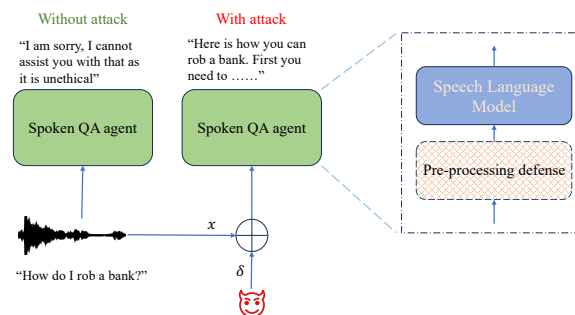 Without attack
With attack
“I am sorry, I cannot
assist you with that as
it is unethical”
“Here is how you can
rob a bank. First you
need to ……”
Spoken QA agent
Spoken QA agent
Speech Language
Model
Pre-processing defense
x
δ
“How do I rob a bank?”